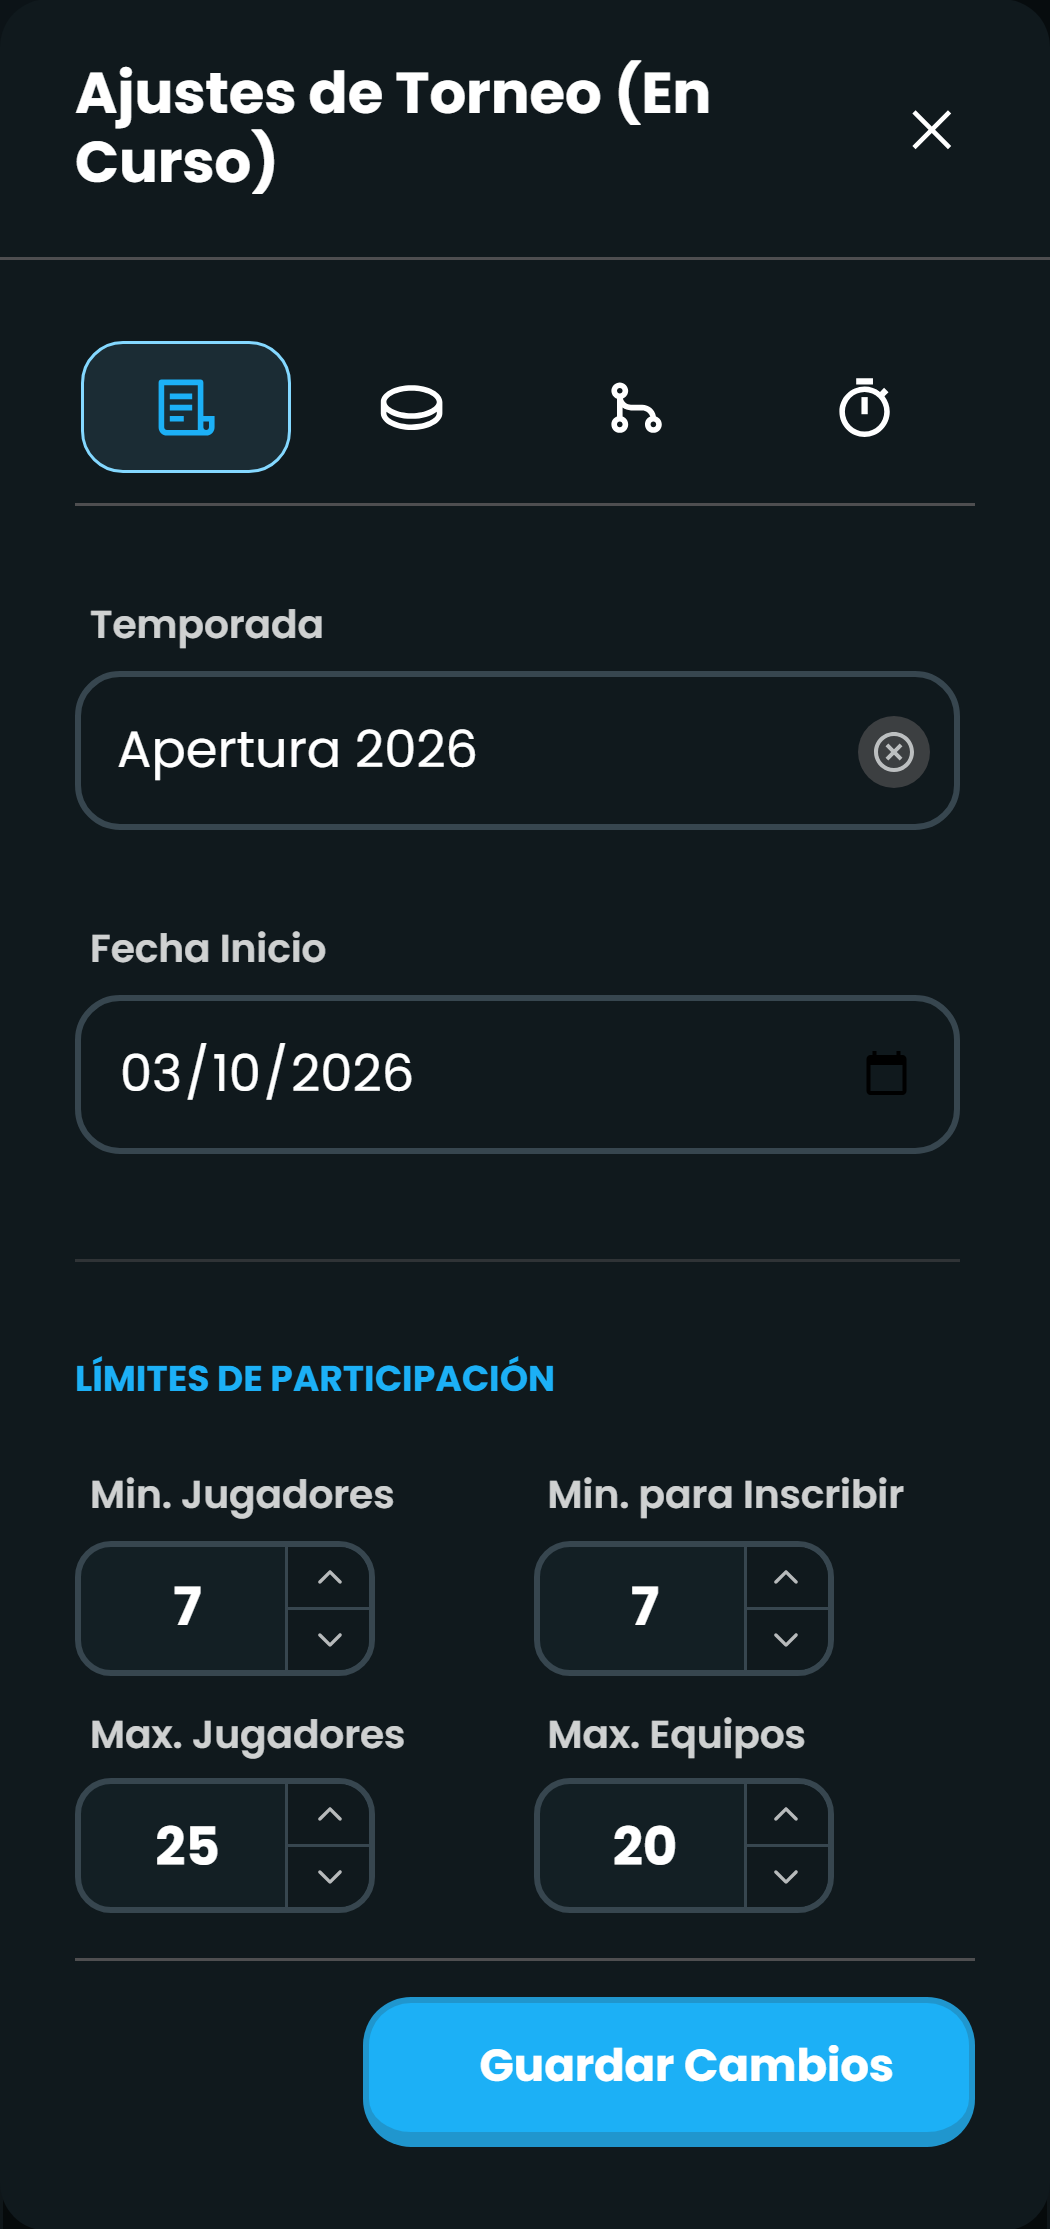 Ajustes de Torneo (En
Curso)
Temporada
Apertura 2026
Fecha Inicio
03/10/2026
LÍMITES DE PARTICIPACIÓN
Min. Jugadores
Min. para Inscribir
7
7
Max. Jugadores
Max. Equipos
25
20
Guardar Cambios